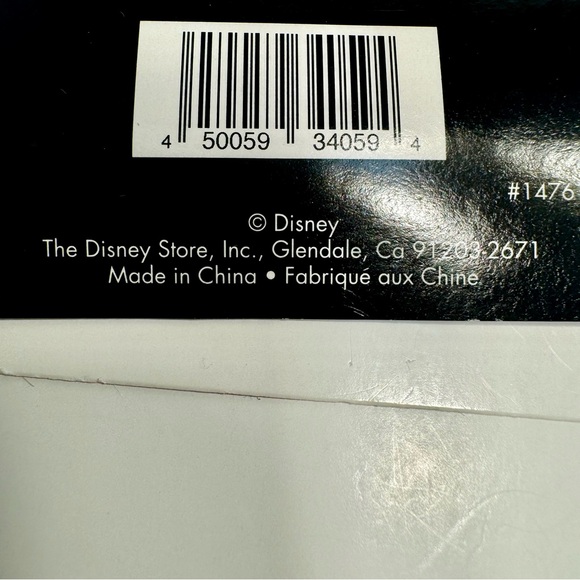 4 50059 34059 4
#1476
© Disney
The Disney Store, Inc., Glendale, Ca 91203-2671
Made in China • Fabriqué aux Chine